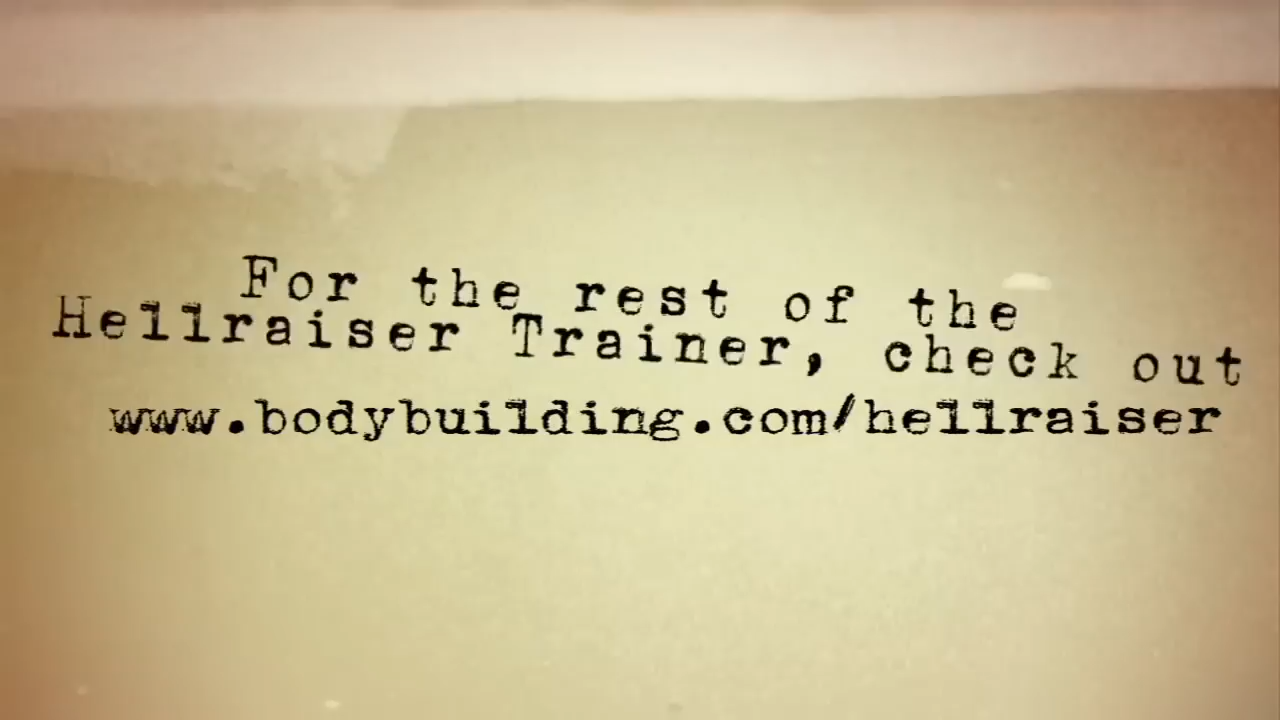 For the rest of the
Hellraiser Trainer, check out
www.bodybuilding.com/hellraiser